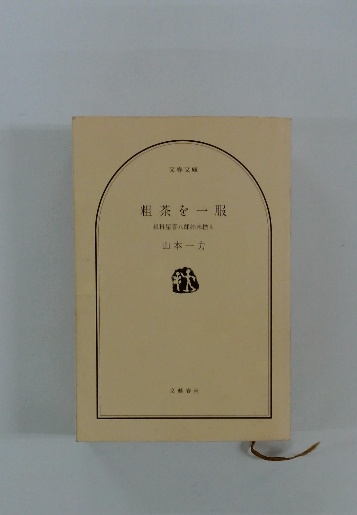 文春文庫
粗茶を一服
損料屋喜八郎始末控え
山本一力
文藝春秋